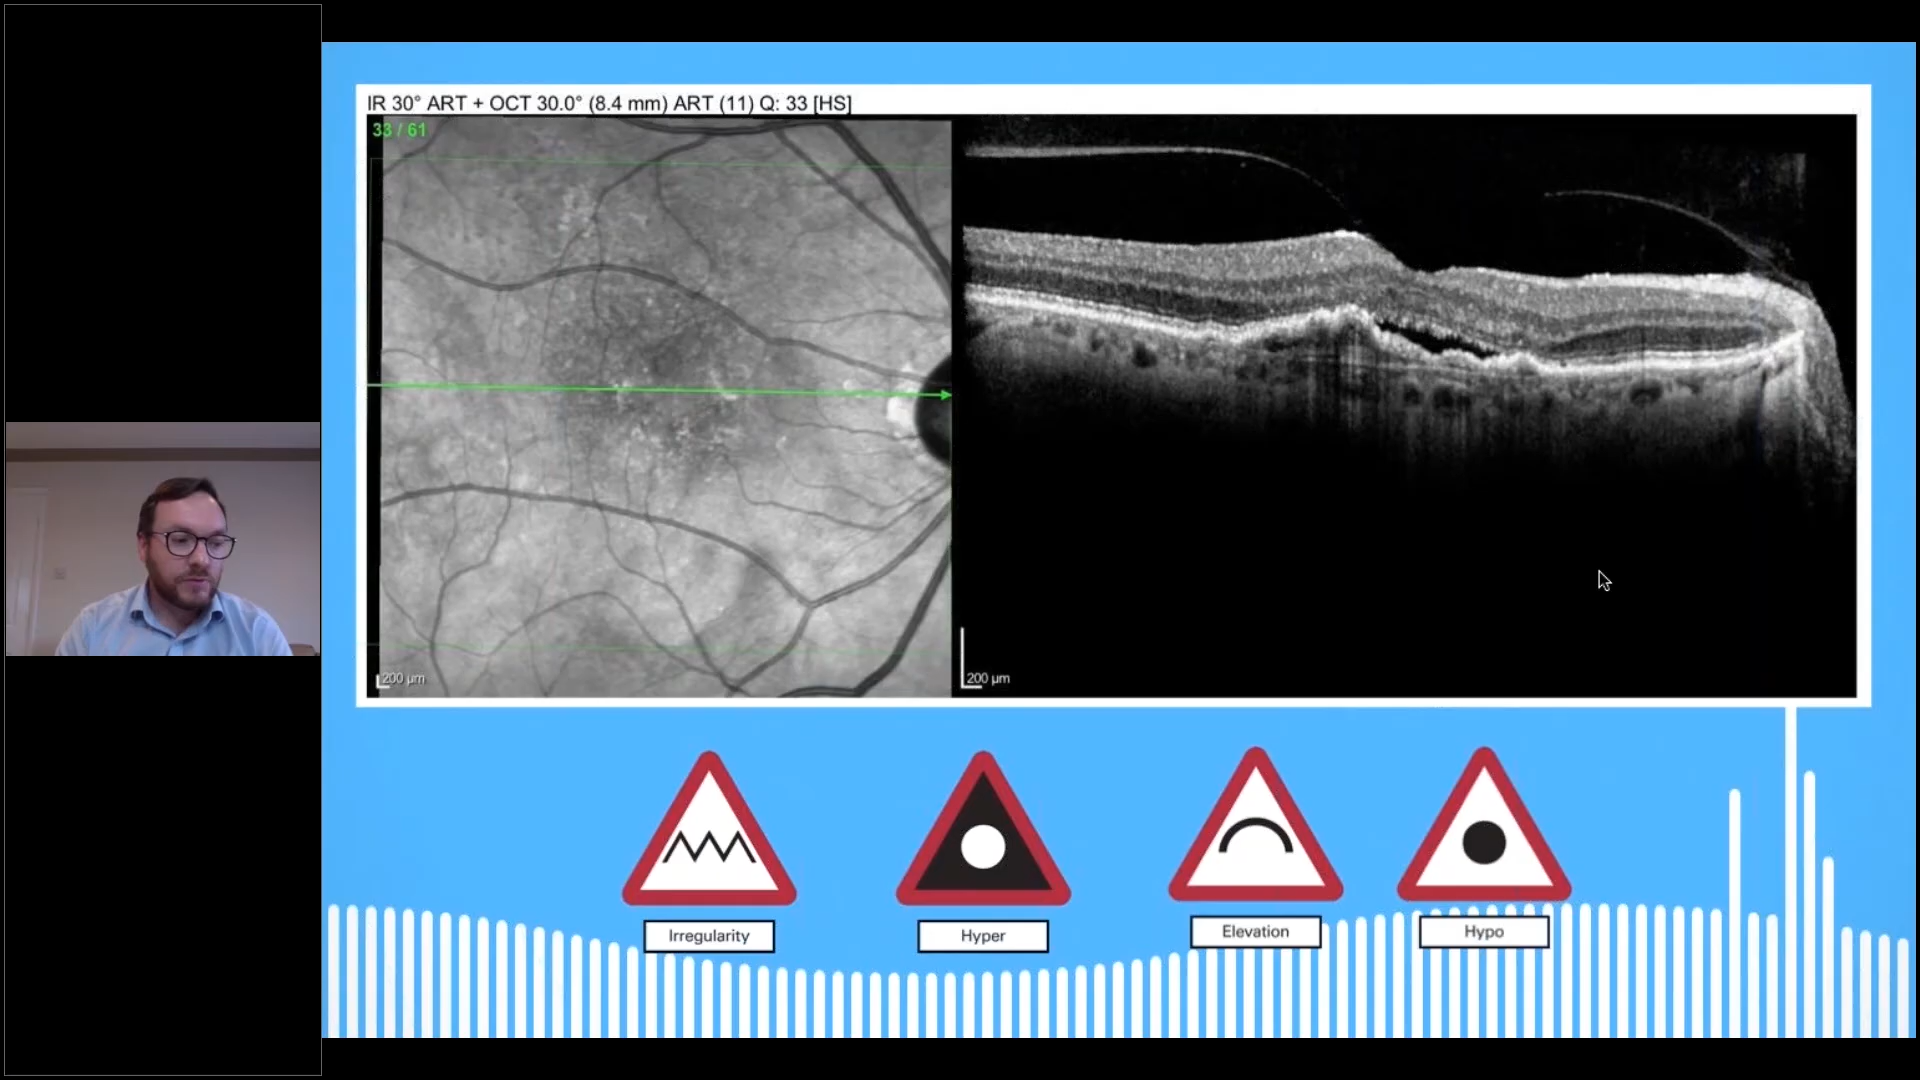 IR 30° ART + OCT 30.0° (8.4 mm) ART (11) Q: 33 [HS]
33 / 61
200 µm
200 µm
Irregularity
Hyper
Elevation
Hypo